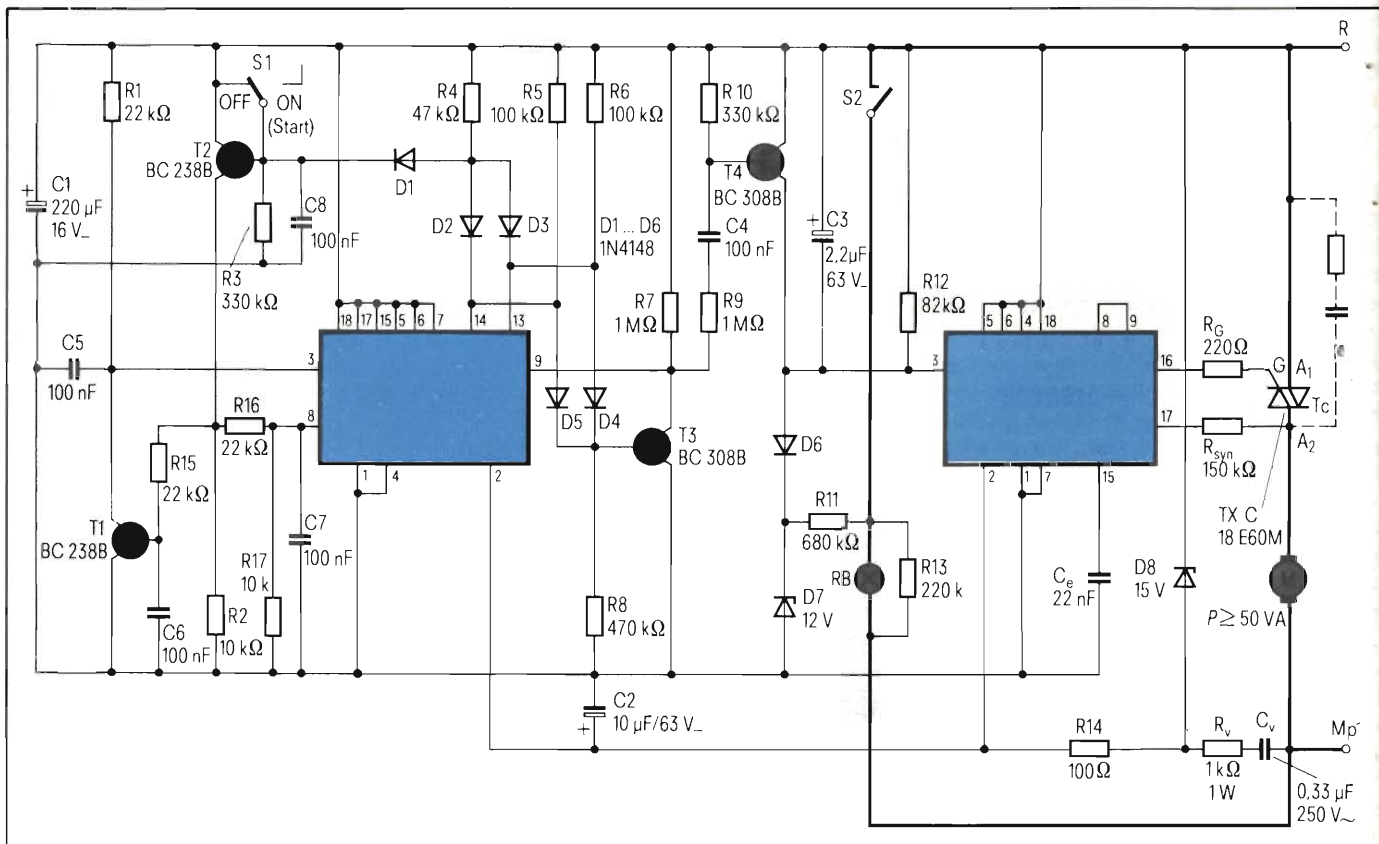 R
S1
OFF
ON
(Start)
R1
22 kΩ
T2
BC 238B
C1
+
220 µF
16 V_
R3
330 kΩ
C8
100 nF
D1
R4
47 kΩ
R5
100 kΩ
R6
100 kΩ
D2
D3
D1 ... D6
1N4148
R 10
330 kΩ
T4
BC 308B
C4
100 nF
R7
1 MΩ
R9
1 MΩ
+
C3
2,2µF
63 V_
S2
R12
82kΩ
C5
100 nF
18
17
15
5
6
7
14
13
3
9
8
1
4
2
R16
22 kΩ
R15
22 kΩ
T1
BC 238B
C6
100 nF
R2
10 kΩ
R17
10 k
C7
100 nF
D5
D4
T3
BC 308B
R8
470 kΩ
C2
+
10 µF/63 V_
D6
R11
680 kΩ
D7
12 V
RB
R13
220 k
5
6
4
18
8
9
3
16
17
2
1
7
15
RG
220Ω
G
A1
Tc
A2
Rsyn
150 kΩ
TX C
18 E60M
Ce
22 nF
D8
15 V
M
P ≥ 50 VA
R14
100Ω
Rv
1 kΩ
1 W
Cv
0,33 µF
250 V~
Mp